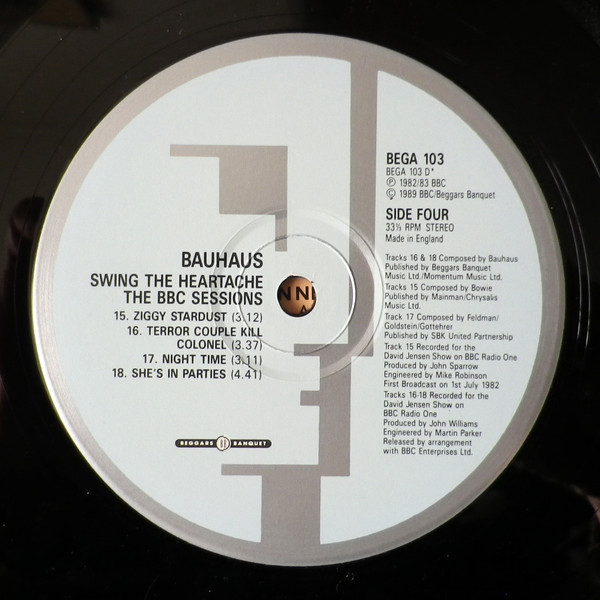 BAUHAUS
SWING THE HEARTACHE
THE BBC SESSIONS
15. ZIGGY STARDUST (3.12)
16. TERROR COUPLE KILL
COLONEL (3.37)
17. NIGHT TIME (3.11)
18. SHE'S IN PARTIES (4.41)
BEGGARS BANQUET
BEGA 103
BEGA 103 D*
℗ 1982/83 BBC
© 1989 BBC/Beggars Banquet
SIDE FOUR
33⅓ RPM STEREO
Made in England
Tracks 16 & 18 Composed by Bauhaus
Published by Beggars Banquet
Music Ltd./Momentum Music Ltd.
Tracks 15 Composed by Bowie
Published by Mainman/Chrysalis
Music Ltd.
Track 17 Composed by Feldman/
Goldstein/Gottehrer
Published by SBK United Partnership
Track 15 Recorded for the
David Jensen Show on BBC Radio One
Produced by John Sparrow
Engineered by Mike Robinson
First Broadcast on 1st July 1982
Tracks 16-18 Recorded for the
David Jensen Show on
BBC Radio One
Produced by John Williams
Engineered by Martin Parker
Released by arrangement
with BBC Enterprises Ltd.